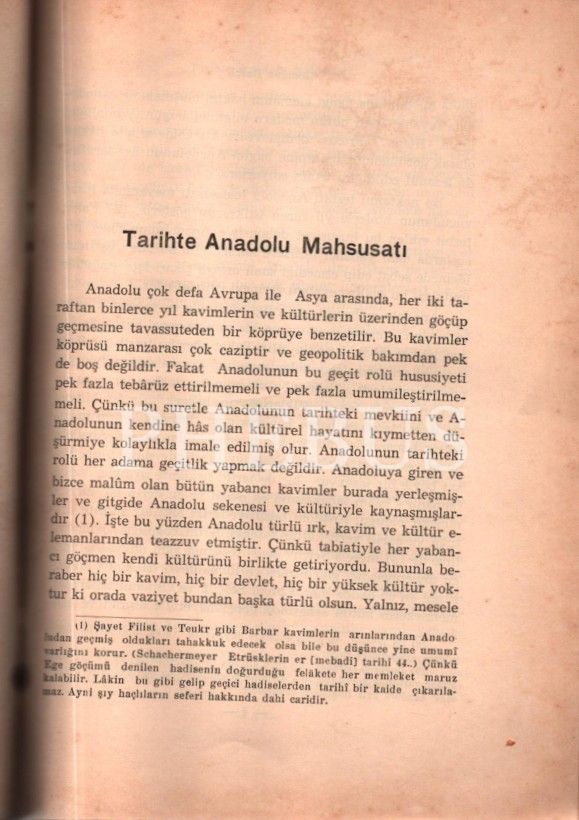 Tarihte Anadolu Mahsusatı
Anadolu çok defa Avrupa ile Asya arasında, her iki ta-
raftan binlerce yıl kavimlerin ve kültürlerin üzerinden göçüp
geçmesine tavassuteden bir köprüye benzetilir. Bu kavimler
köprüsü manzarası çok caziptir ve geopolitik bakımdan pek
de boş değildir. Fakat Anadolunun bu geçit rolü hususiyeti
pek fazla tebârüz ettirilmemeli ve pek fazla umumileştirilme-
meli. Çünkü bu suretle Anadolunun tarihteki mevkiini ve A-
nadolunun kendine hâs olan kültürel hayatını kıymetten dü-
şürmiye kolaylıkla imale edilmiş olur. Anadolunun tarihteki
rolü her adama geçitlik yapmak değildir. Anadoluya giren ve
bizce malûm olan bütün yabancı kavimler burada yerleşmiş-
ler ve gitgide Anadolu sekenesi ve kültüriyle kaynaşmışlar-
dır (1). İşte bu yüzden Anadolu türlü ırk, kavim ve kültür e-
lemanlarından teazzuv etmiştir. Çünkü tabiatiyle her yaban-
cı göçmen kendi kültürünü birlikte getiriyordu. Bununla be-
raber hiç bir kavim, hiç bir devlet, hiç bir yüksek kültür yok-
tur ki orada vaziyet bundan başka türlü olsun. Yalnız, mesele
(1) Şayet Filist ve Teukr gibi Barbar kavimlerin arınlarından Anado
ludan geçmiş oldukları tahakkuk edecek olsa bile bu düşünce yine umumî
varlığını korur. (Schachermeyer Etrüsklerin er [mebadi] tarihi 44..) Çünkü
Ege göçümü denilen hadisenin doğurduğu felâkete her memleket maruz
kalabilir. Lâkin bu gibi gelip geçici hadiselerden tarihî bir kaide çıkarıla-
maz. Ayni şıy haçlıların seferi hakkında dahi caridir.